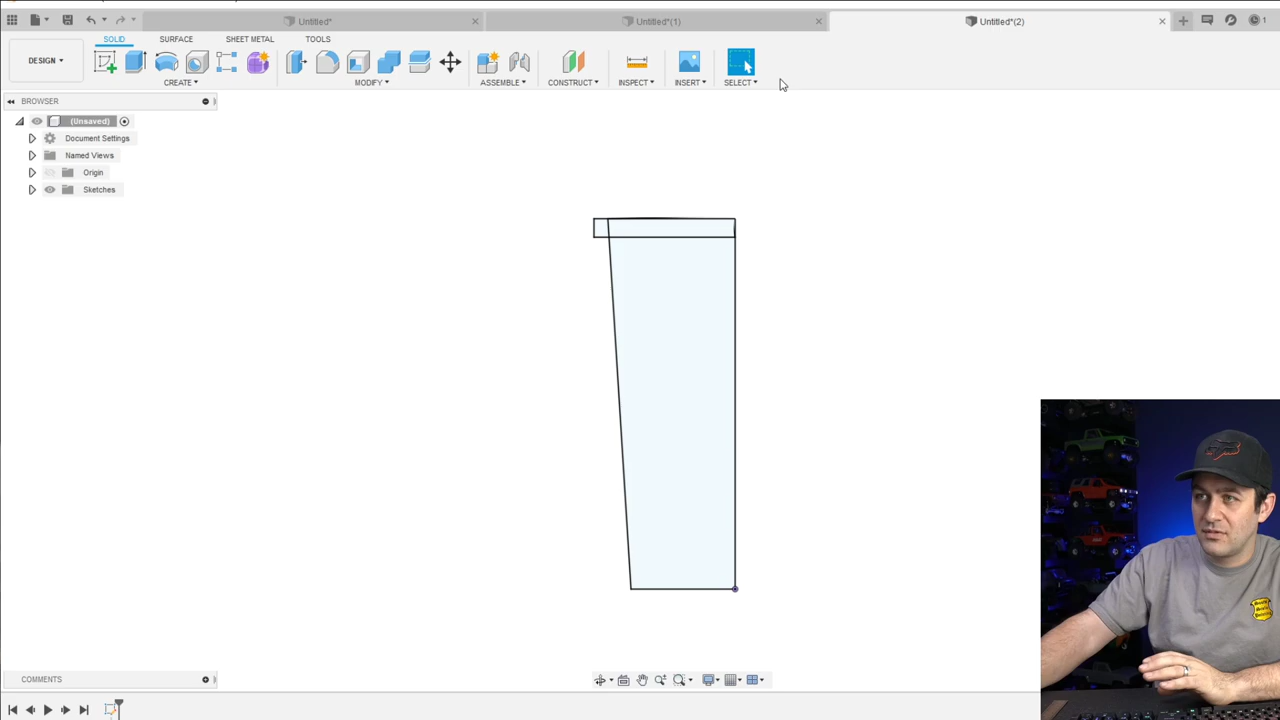 Untitled*
Untitled*(1)
Untitled*(2)
1
DESIGN
SOLID
SURFACE
SHEET METAL
TOOLS
CREATE
MODIFY
ASSEMBLE
CONSTRUCT
INSPECT
INSERT
SELECT
BROWSER
(Unsaved)
Document Settings
Named Views
Origin
Sketches
COMMENTS